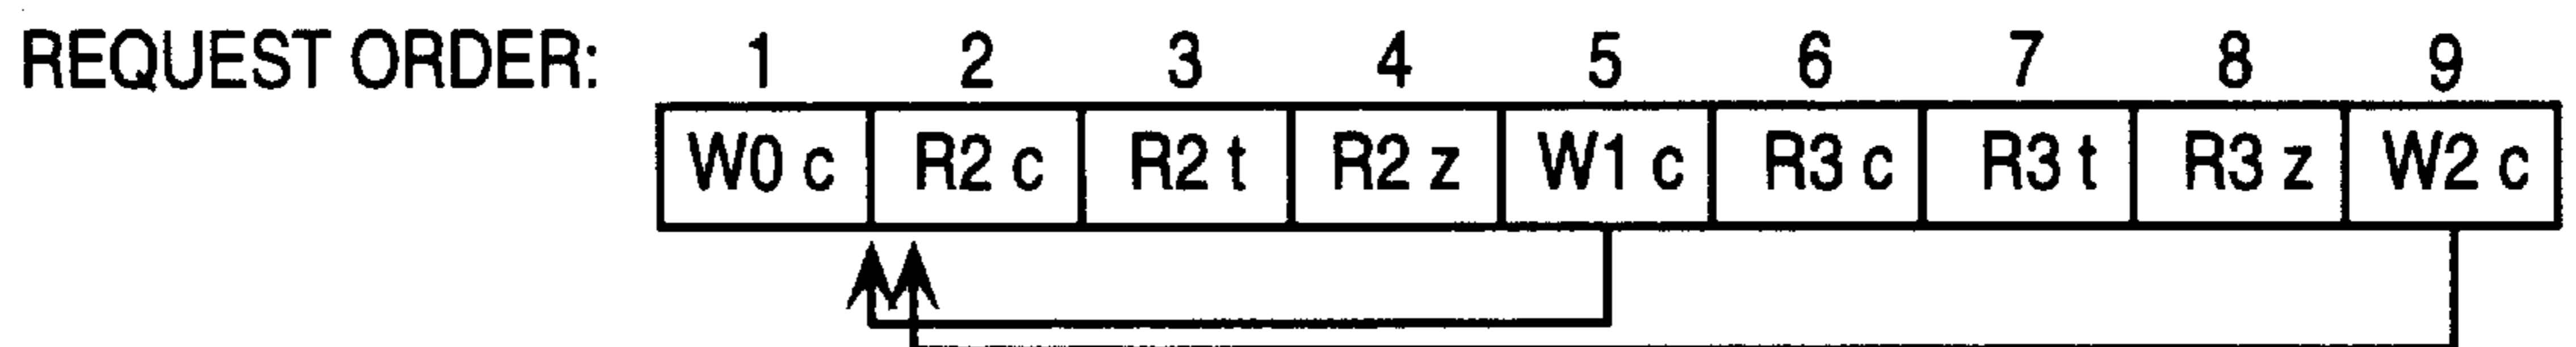 REQUEST ORDER: 1 2 3 4 5 6 7 8 9
W0 c R2 c R2 t R2 z W1 c R3 c R3 t R3 z W2 c